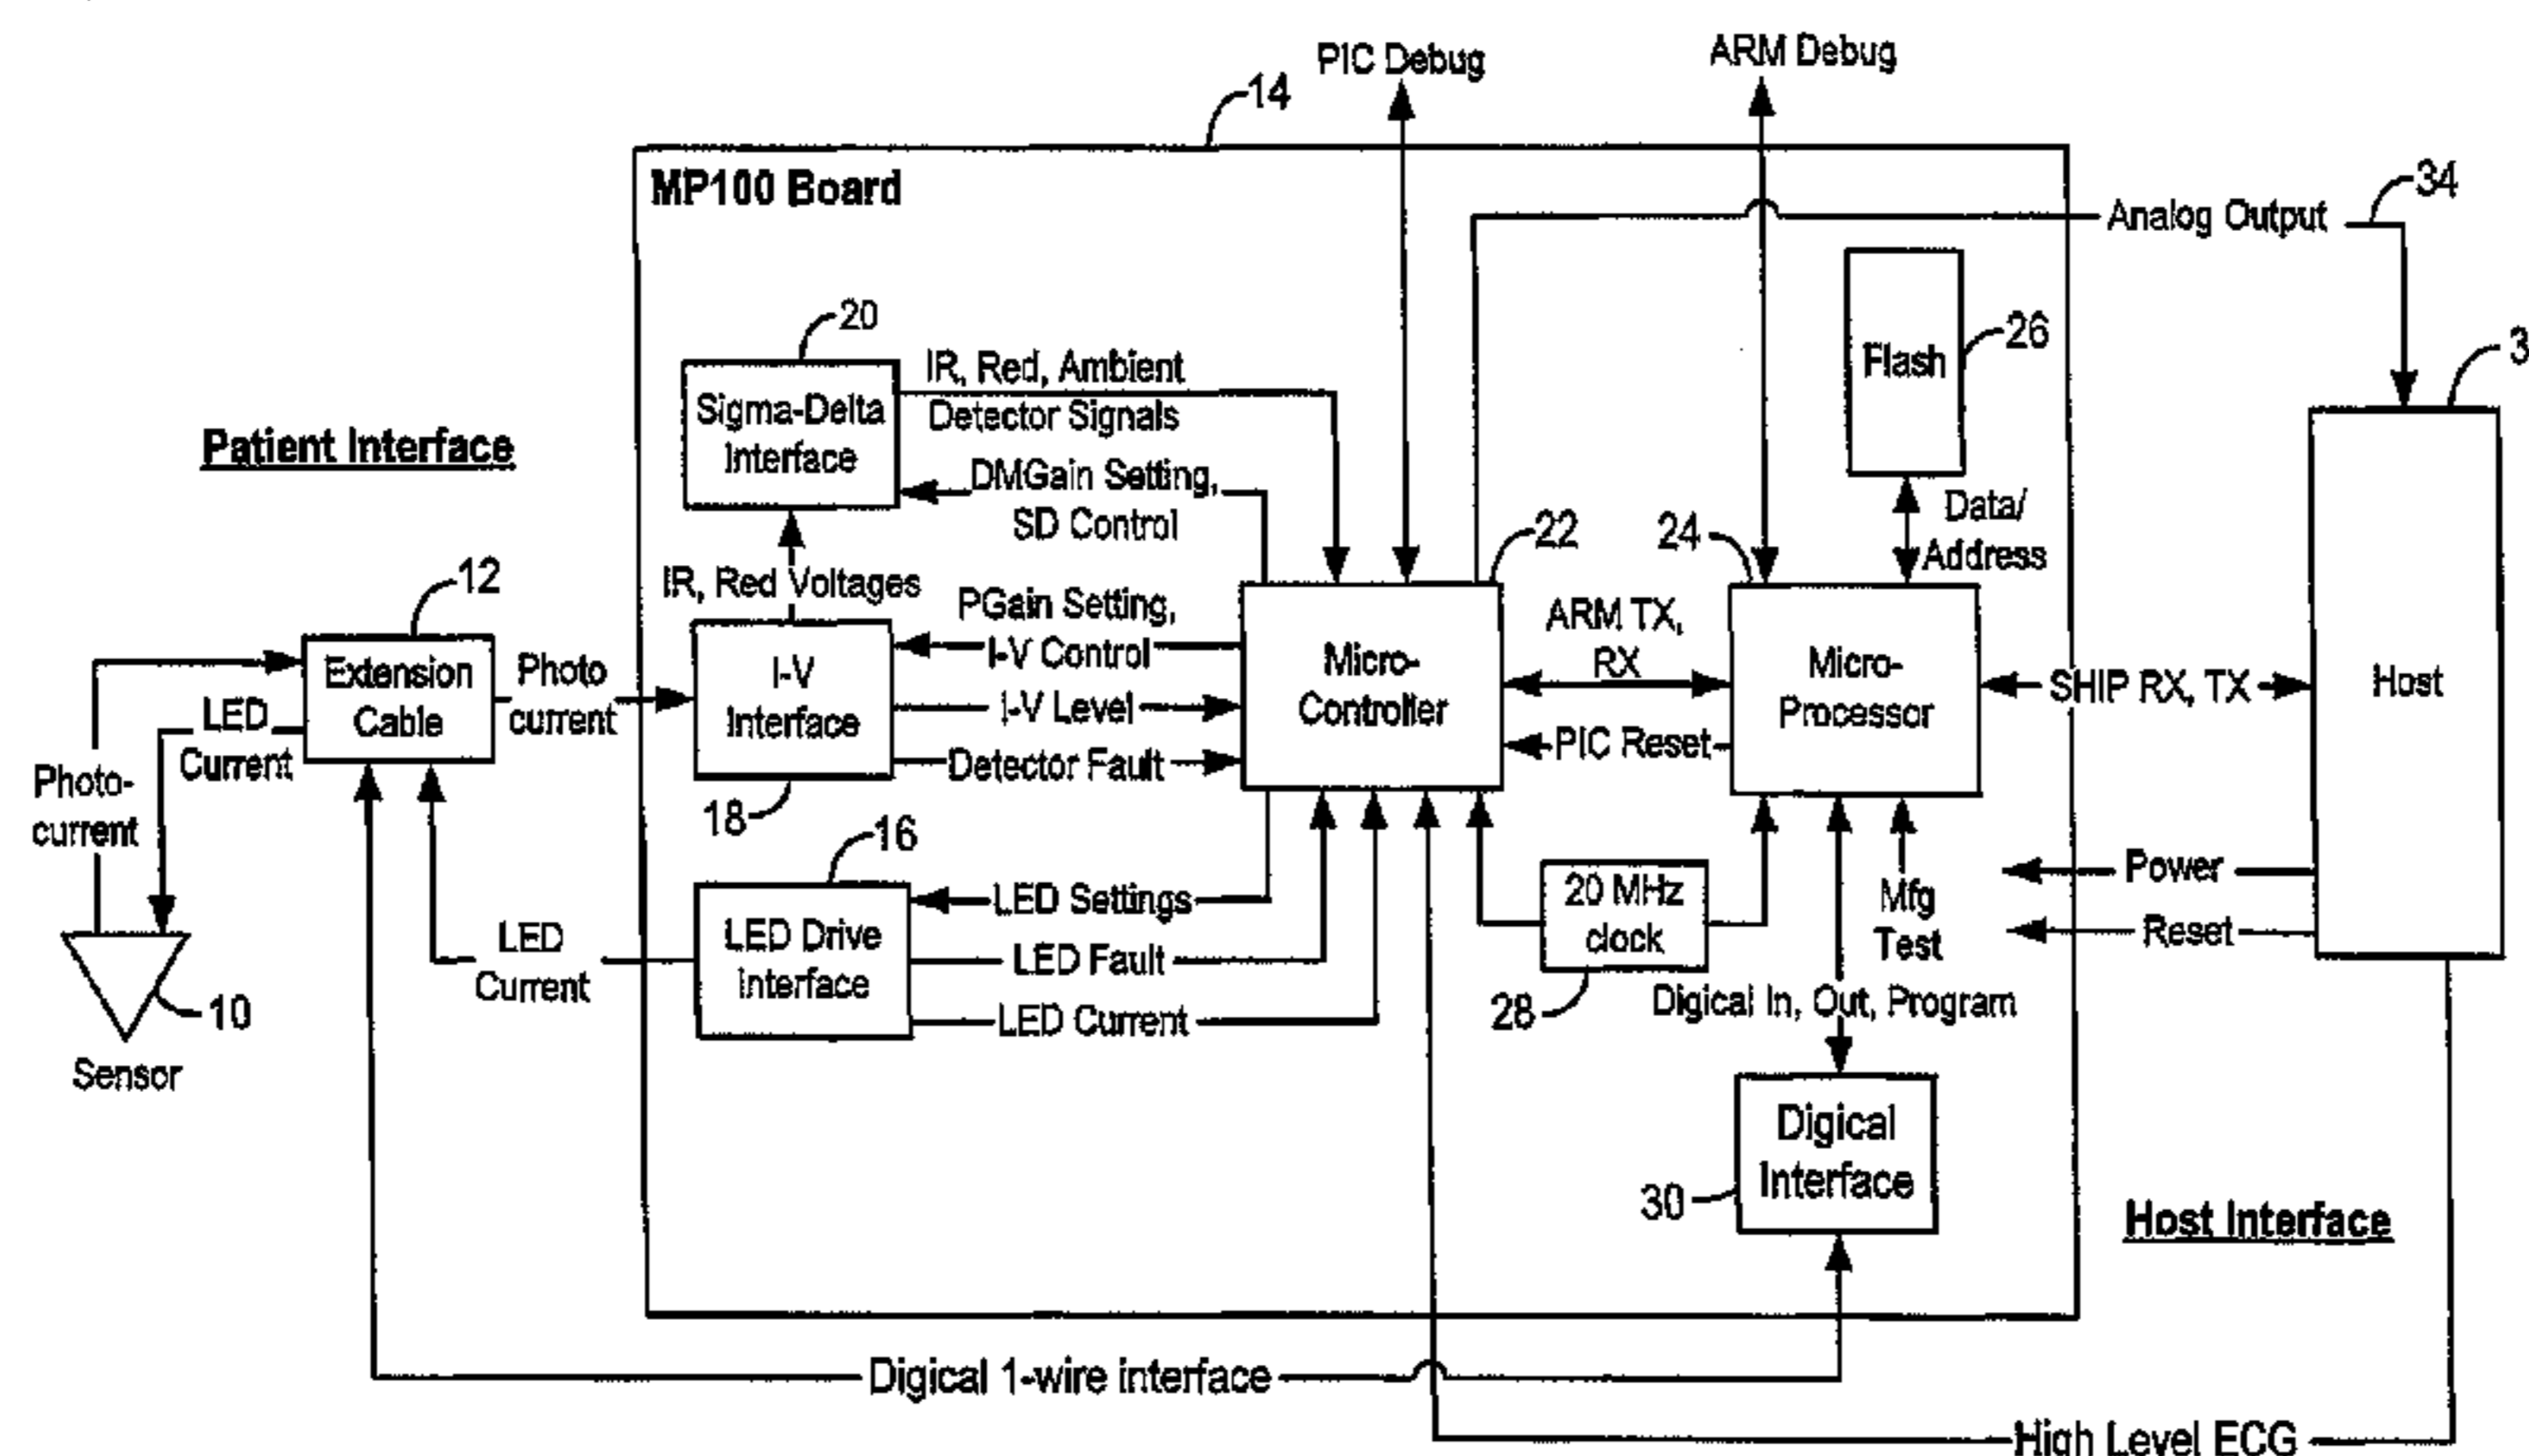 PIC Debug
ARM Debug
14
MP100 Board
34
Analog Output
20
26
Flash
3
IR, Red, Ambient
Detector Signals
Sigma-Delta
Interface
Patient Interface
DMGain Setting,
SD Control
Data/
Address
22
24
12
IR, Red Voltages
PGain Setting,
I-V Control
ARM TX,
RX
Extension
Cable
Photo
current
I-V
Interface
Micro-
Controller
Micro-
Processor
SHIP RX, TX
Host
LED
Current
I-V Level
PIC Reset
Detector Fault
Photo-
current
18
16
Power
20 MHz
clock
Mfg
Test
LED Settings
Reset
LED
Current
LED Drive
Interface
LED Fault
10
28
Digical In, Out, Program
LED Current
Sensor
Digical
Interface
30
Host Interface
Digical 1-wire interface
High Level ECG